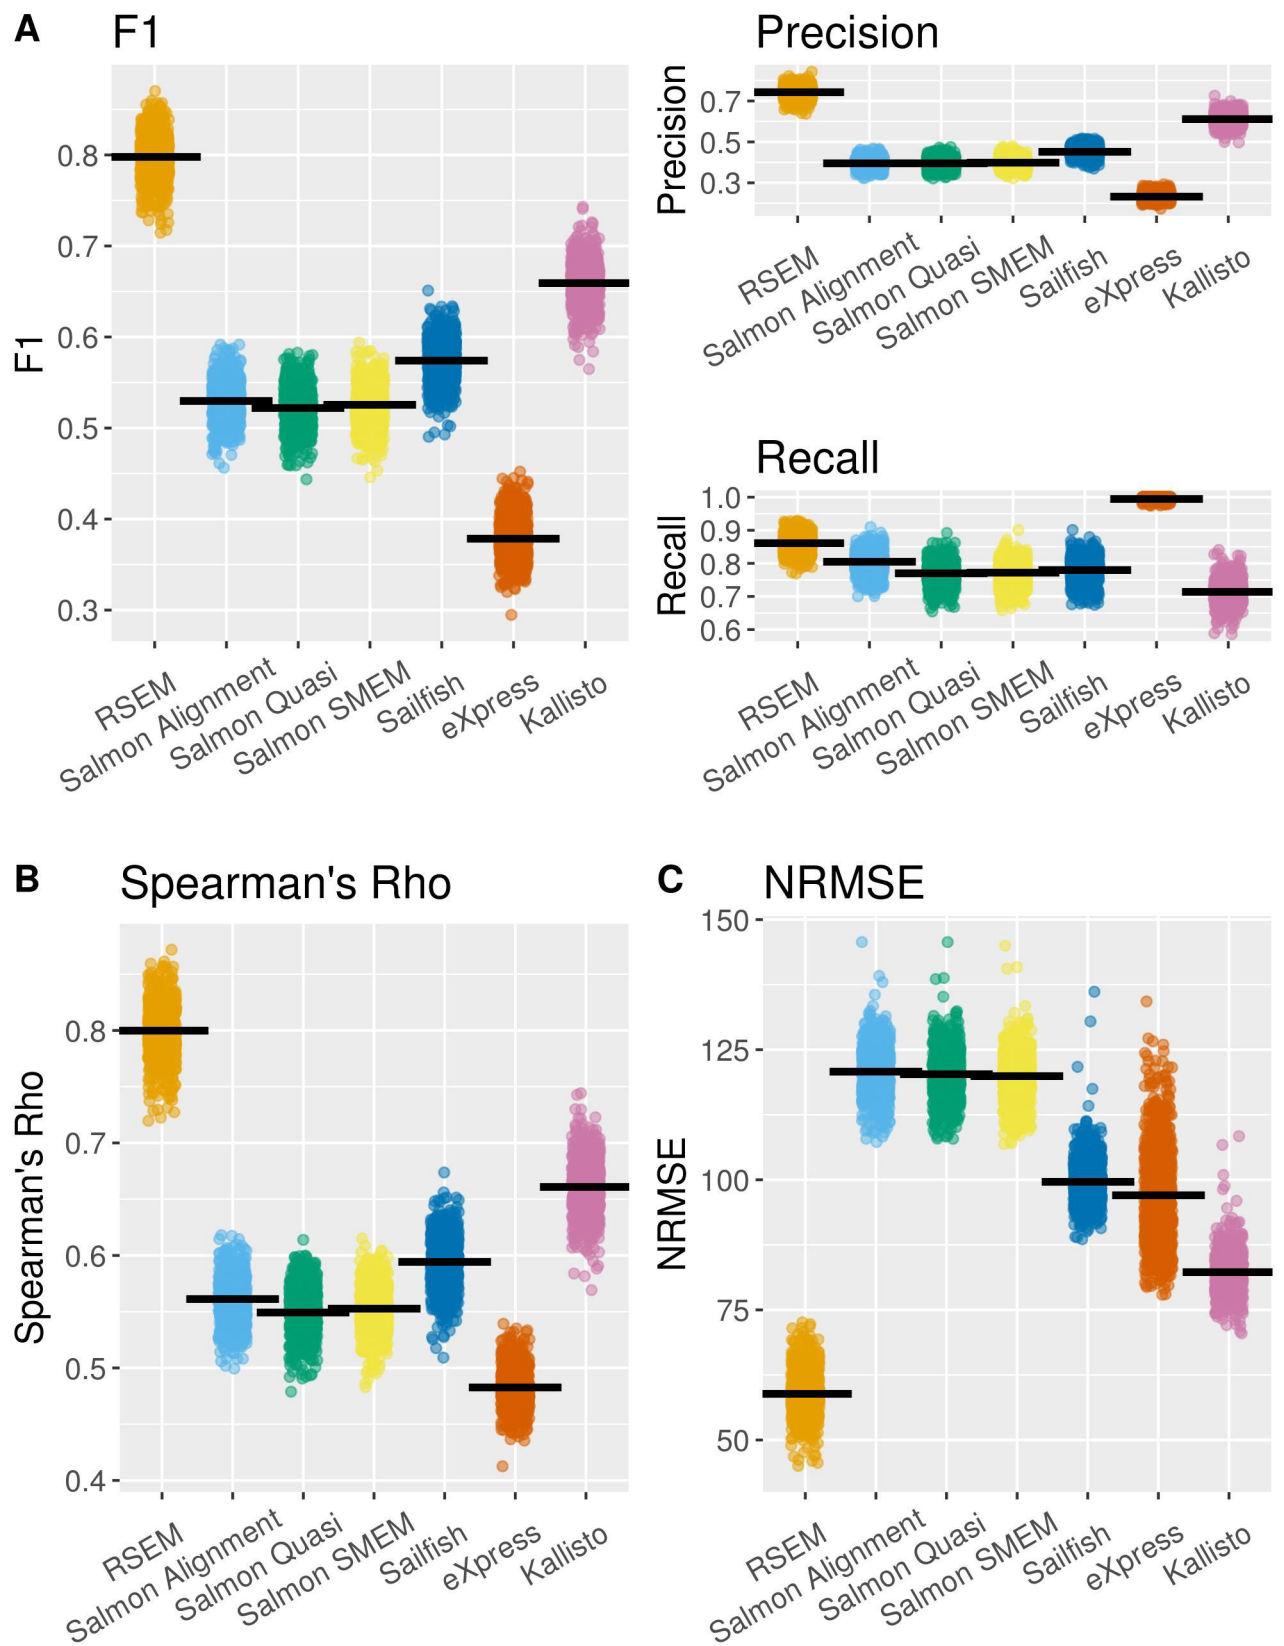 A
F1
F1
0.8
0.7
0.6
0.5
0.4
0.3
RSEM
Salmon Alignment
Salmon Quasi
Salmon SMEM
Sailfish
eXpress
Kallisto
Precision
Precision
0.7
0.5
0.3
RSEM
Salmon Alignment
Salmon Quasi
Salmon SMEM
Sailfish
eXpress
Kallisto
Recall
Recall
1.0
0.9
0.8
0.7
0.6
RSEM
Salmon Alignment
Salmon Quasi
Salmon SMEM
Sailfish
eXpress
Kallisto
B
Spearman's Rho
Spearman's Rho
0.8
0.7
0.6
0.5
0.4
RSEM
Salmon Alignment
Salmon Quasi
Salmon SMEM
Sailfish
eXpress
Kallisto
C
NRMSE
NRMSE
150
125
100
75
50
RSEM
Salmon Alignment
Salmon Quasi
Salmon SMEM
Sailfish
eXpress
Kallisto